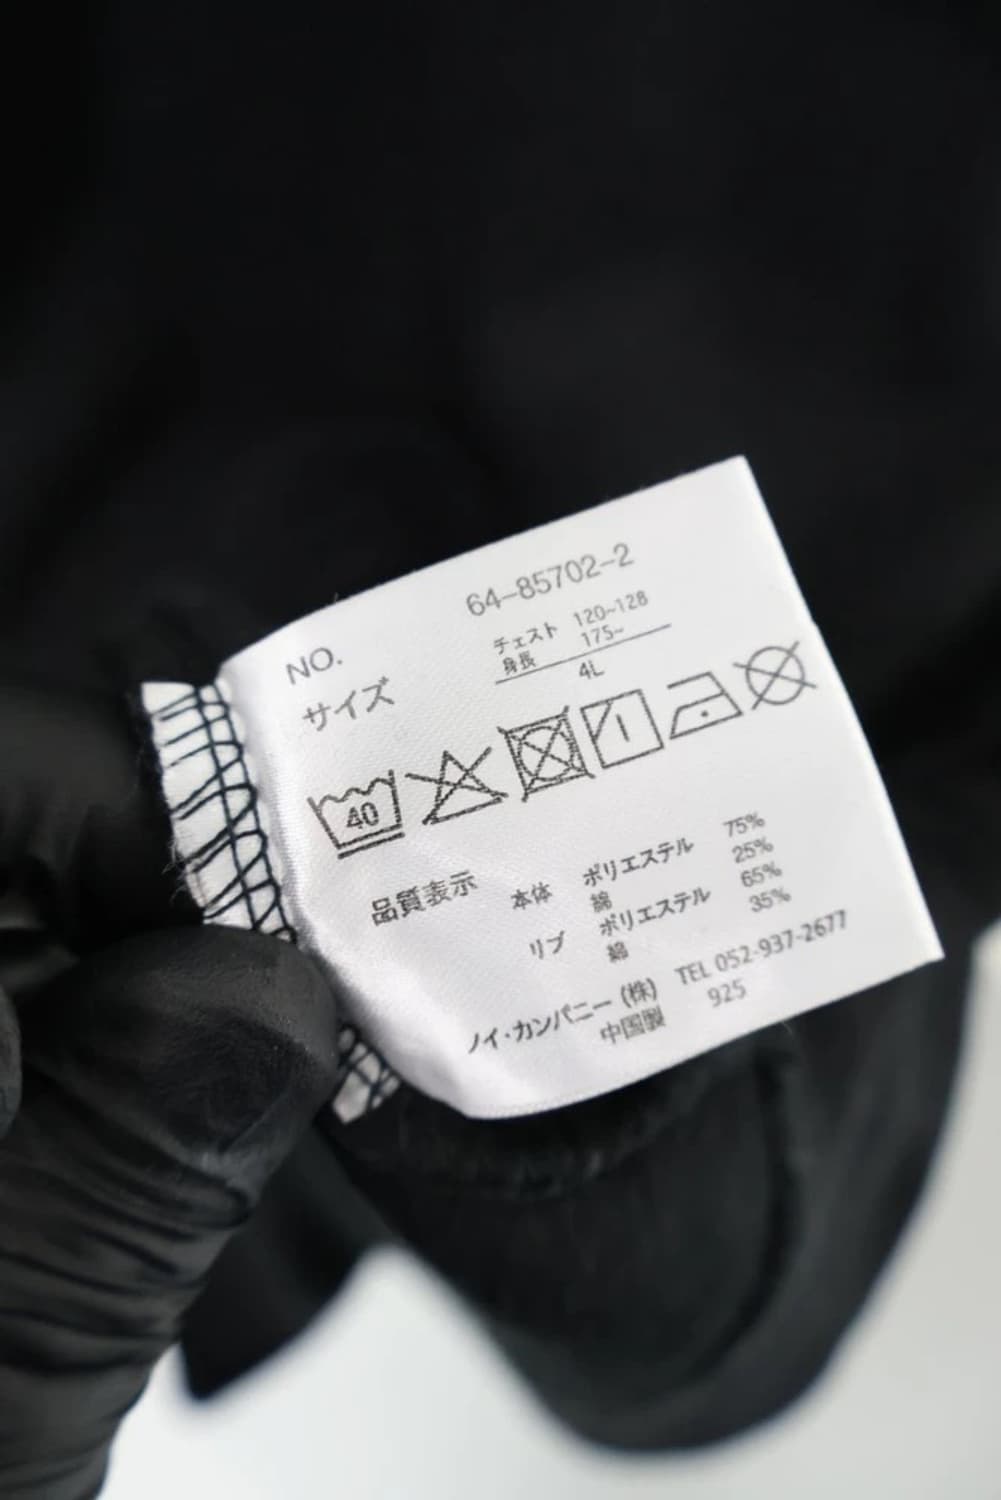 NO. 64-85702-2
サイズ チェスト 120~128
身長 175~
4L
40
品質表示 本体 ポリエステル 75%
綿 25%
リブ ポリエステル 65%
綿 35%
ノイ・カンパニー(株) TEL 052-937-2677
中国製 925